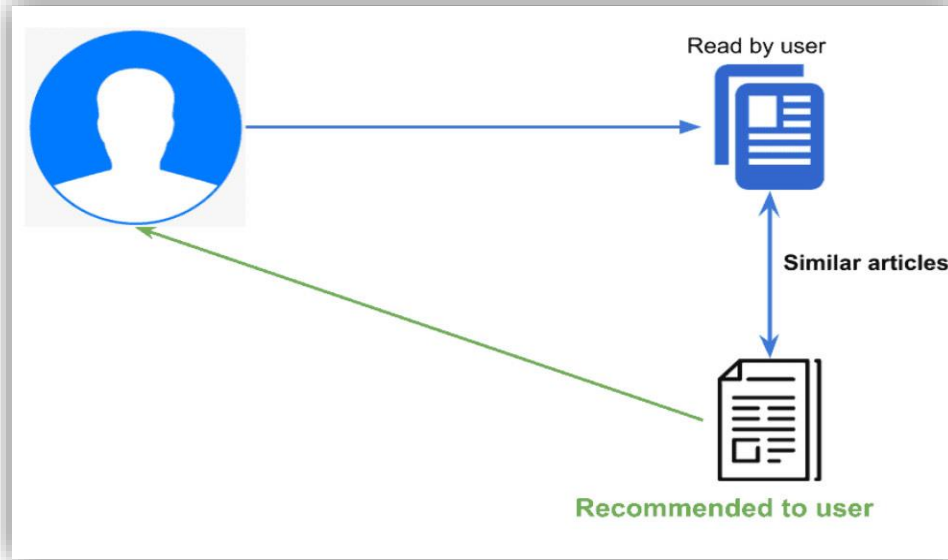 Read by user
Similar articles
Recommended to user